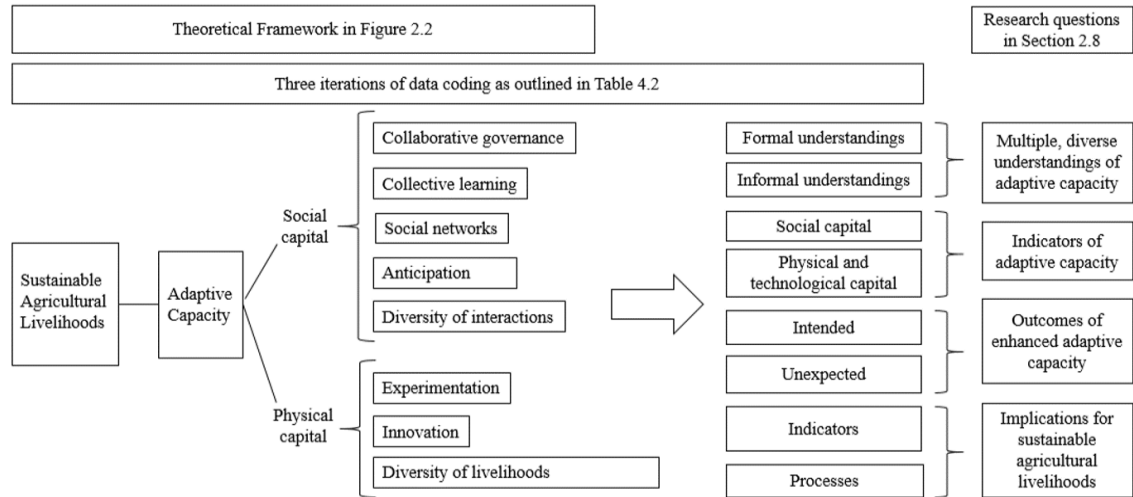 Theoretical Framework in Figure 2.2
Research questions
in Section 2.8
Three iterations of data coding as outlined in Table 4.2
Sustainable
Agricultural
Livelihoods
Adaptive
Capacity
Social
capital
Physical
capital
Collaborative governance
Collective learning
Social networks
Anticipation
Diversity of interactions
Experimentation
Innovation
Diversity of livelihoods
Formal understandings
Informal understandings
Social capital
Physical and
technological capital
Intended
Unexpected
Indicators
Processes
Multiple, diverse
understandings of
adaptive capacity
Indicators of
adaptive capacity
Outcomes of
enhanced adaptive
capacity
Implications for
sustainable
agricultural
livelihoods